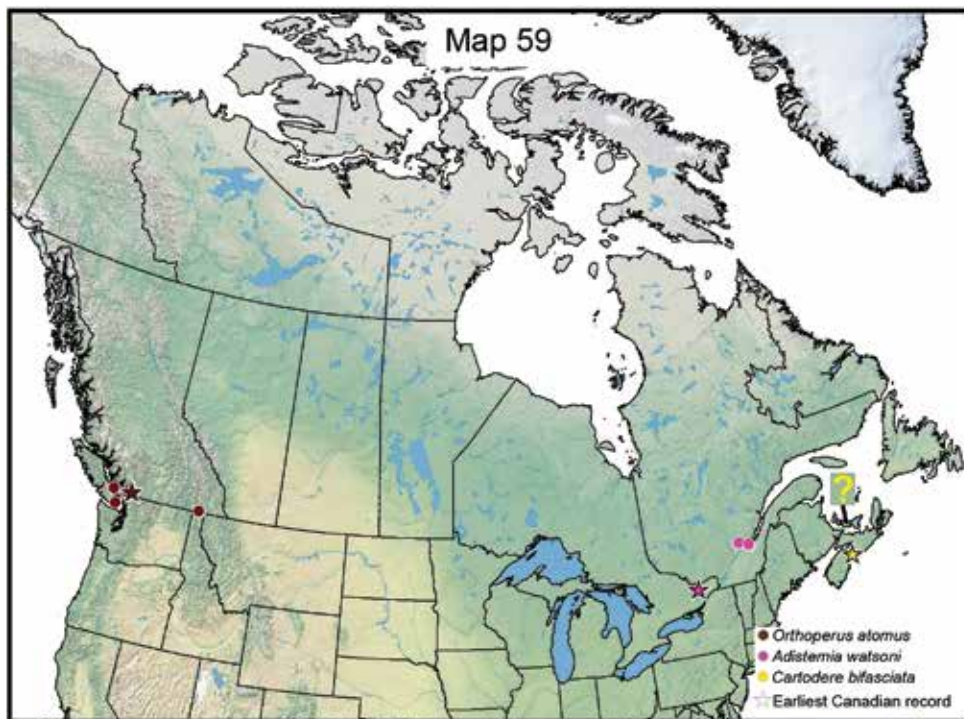 Map 59
?
Orthoperus atomus
Adistemia watsoni
Cartodere bifasciata
Earliest Canadian record